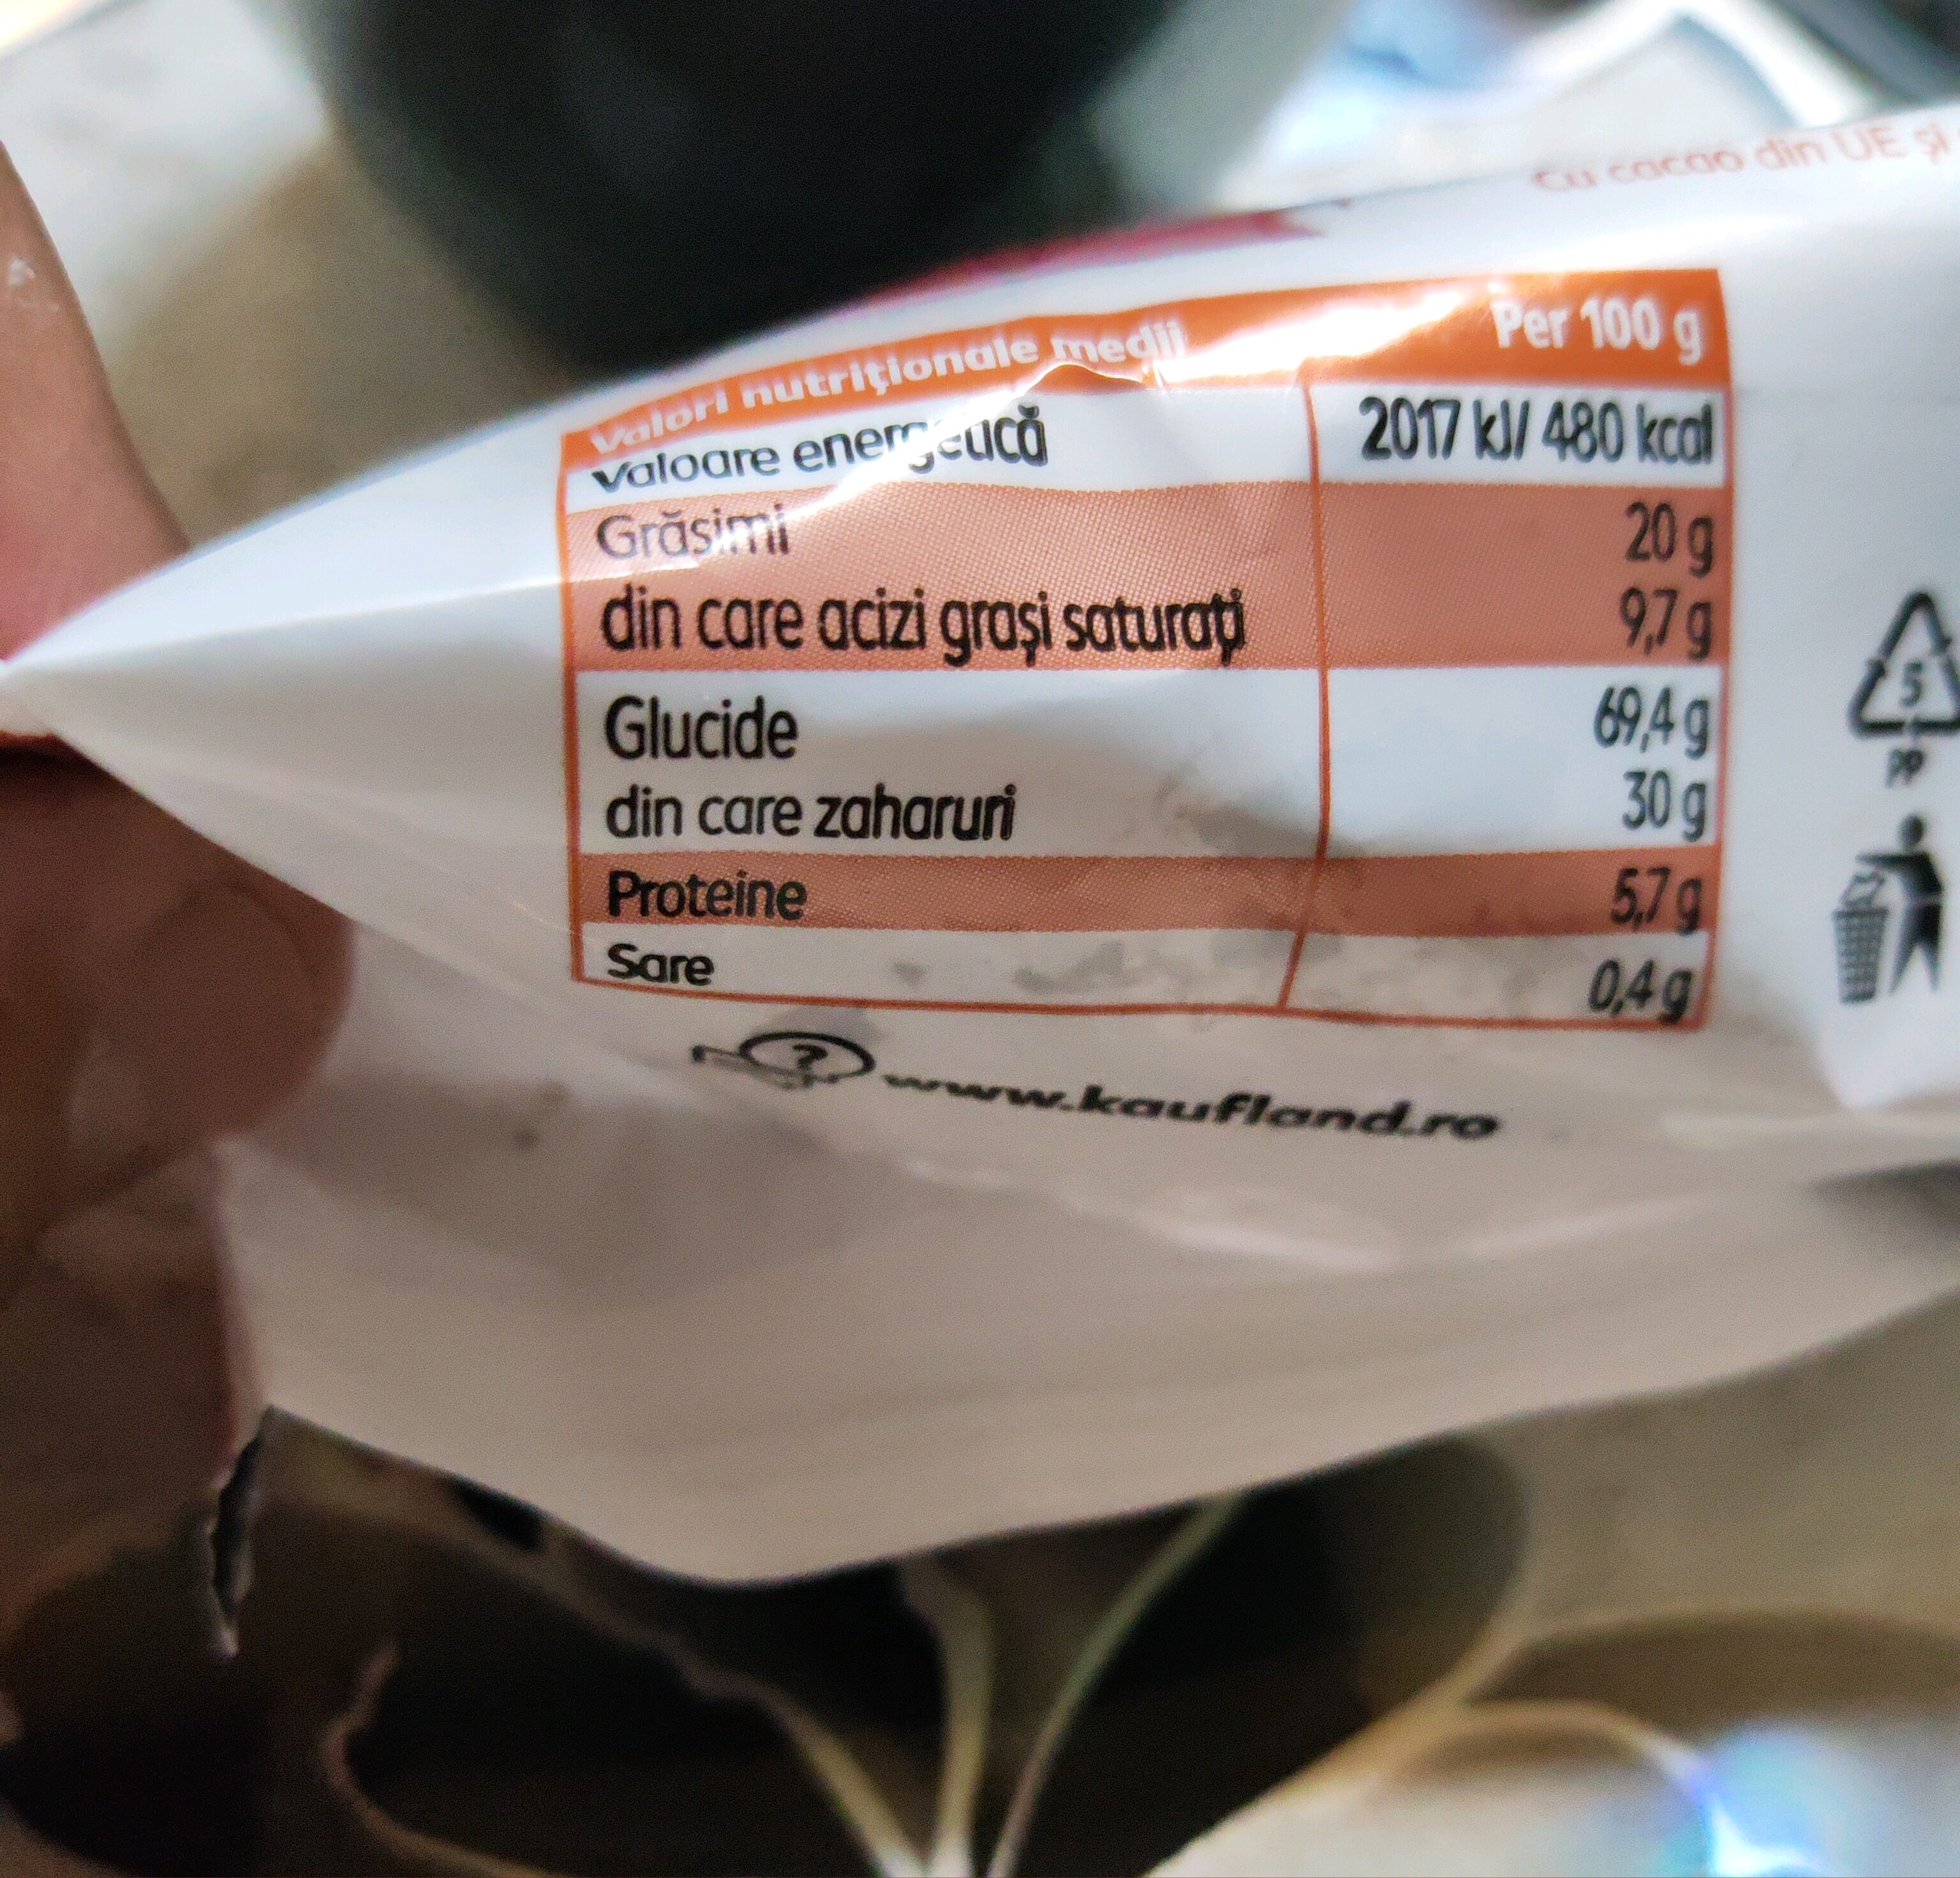 Cu cacao din UE și
Valori nutriționale medii Per 100 g
Valoare energetică 2017 kJ/ 480 kcal
Grăsimi 20 g
din care acizi grași saturați 9,7 g
Glucide 69,4 g
din care zaharuri 30 g
Proteine 5,7 g
Sare 0,4 g
5
PP
?
www.kaufland.ro